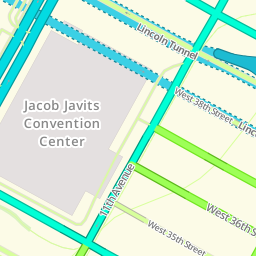 Lincoln Tunnel
West 38th Street
Jacob Javits
Convention
Center
11th Avenue
West 36th S
West 35th Street